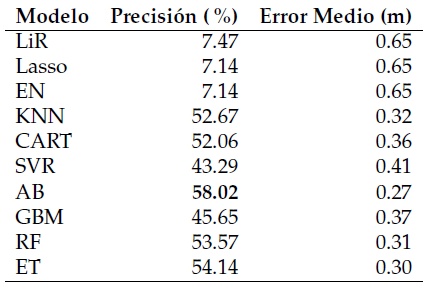 Modelo Precisión (%) Error Medio (m)
LiR 7.47 0.65
Lasso 7.14 0.65
EN 7.14 0.65
KNN 52.67 0.32
CART 52.06 0.36
SVR 43.29 0.41
AB 58.02 0.27
GBM 45.65 0.37
RF 53.57 0.31
ET 54.14 0.30